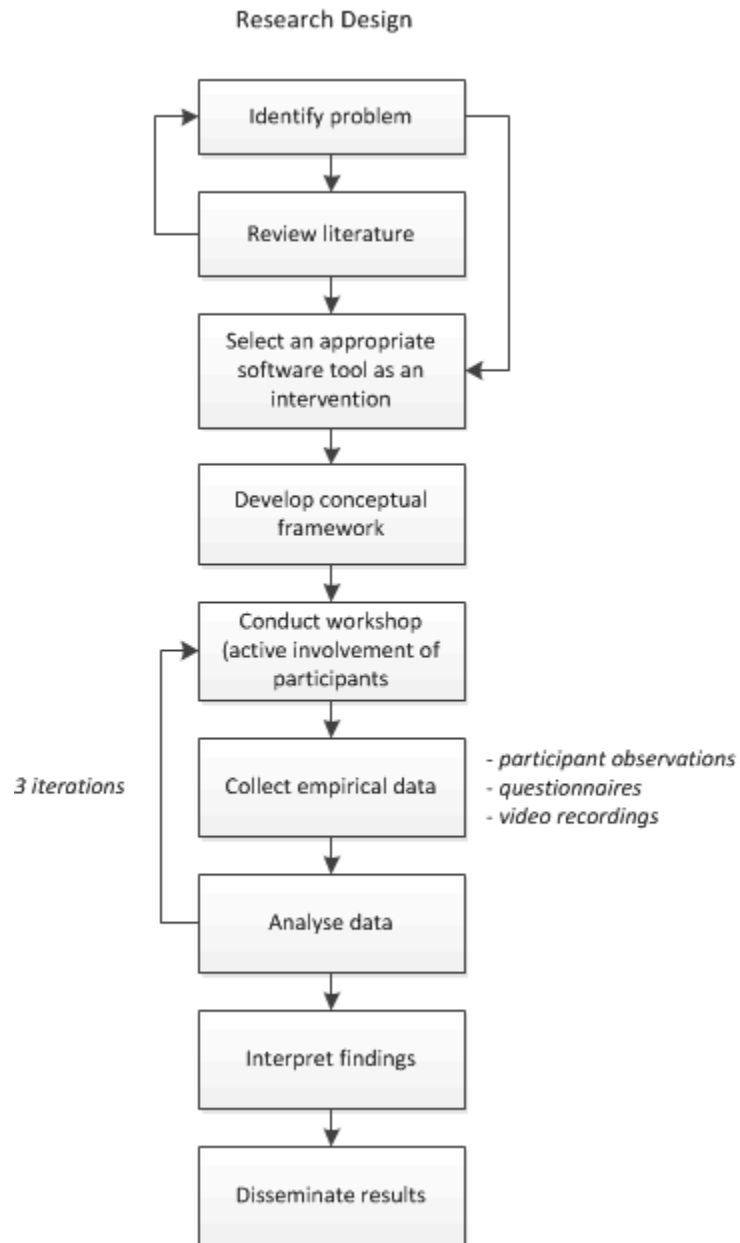 Research Design
Identify problem
Review literature
Select an appropriate
software tool as an
intervention
Develop conceptual
framework
Conduct workshop
(active involvement of
participants
3 iterations
Collect empirical data
- participant observations
- questionnaires
- video recordings
Analyse data
Interpret findings
Disseminate results